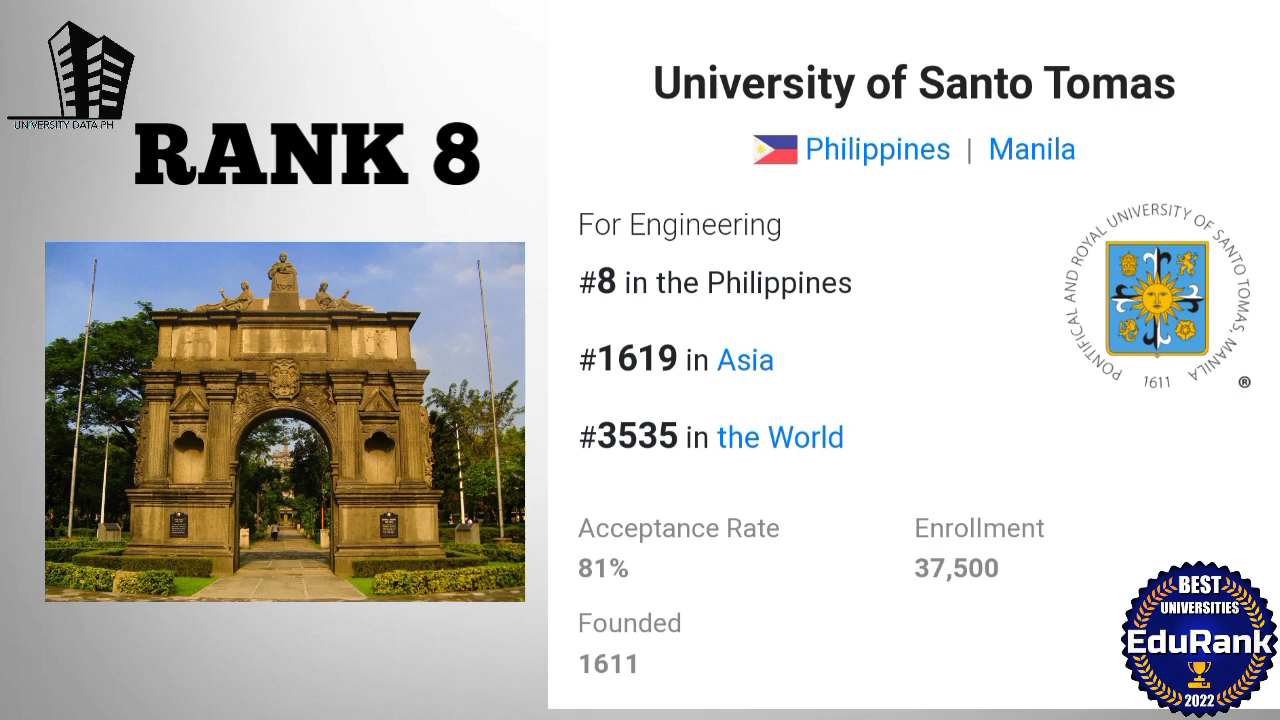 UNIVERSITY DATA PH
RANK 8
University of Santo Tomas
Philippines | Manila
For Engineering
#8 in the Philippines
#1619 in Asia
#3535 in the World
PONTIFICAL AND ROYAL UNIVERSITY OF SANTO TOMAS, MANILA
1611
®
Acceptance Rate
81%
Enrollment
37,500
Founded
1611
BEST
UNIVERSITIES
EduRank
2022